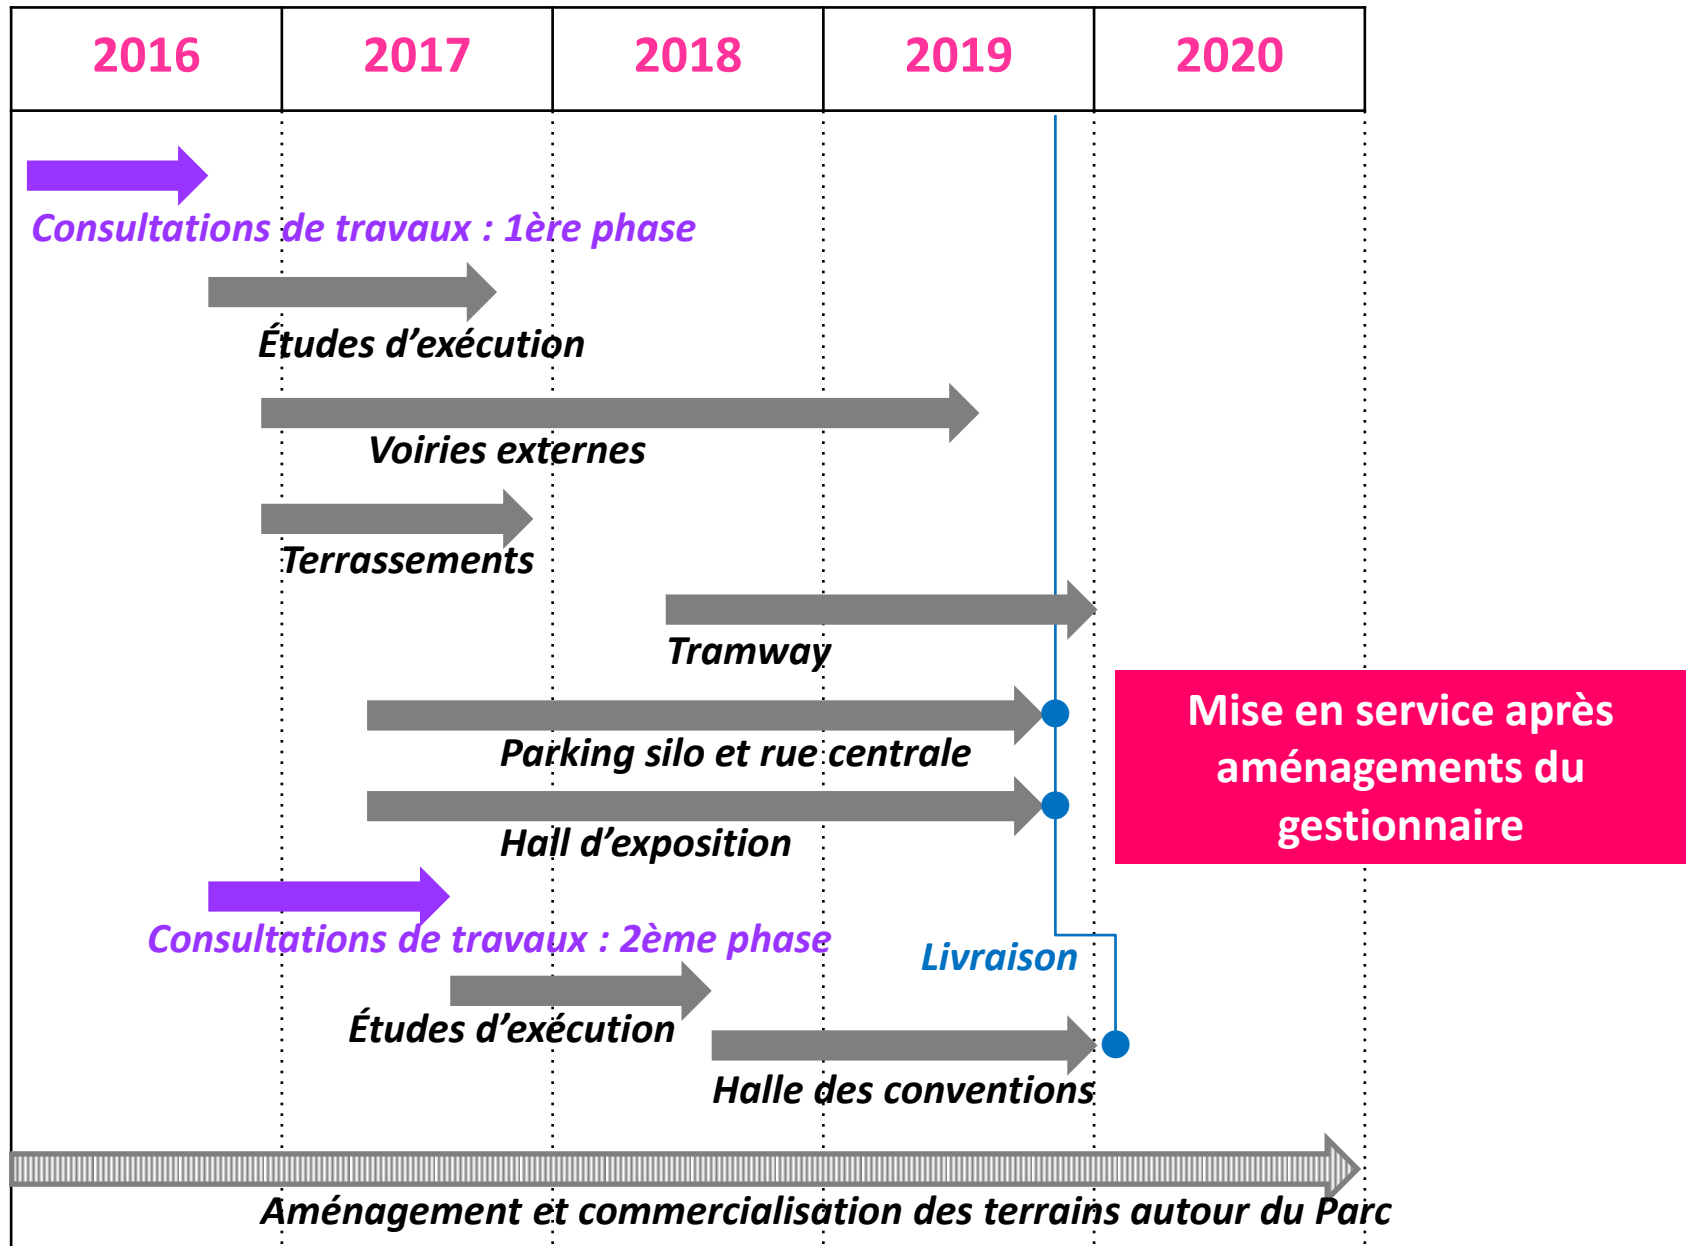 2016 2017 2018 2019 2020
Consultations de travaux : 1ère phase
Études d’exécution
Voiries externes
Terrassements
Tramway
Mise en service après
aménagements du
gestionnaire
Parking silo et rue centrale
Hall d’exposition
Consultations de travaux : 2ème phase
Livraison
Études d’exécution
Halle des conventions
Aménagement et commercialisation des terrains autour du Parc